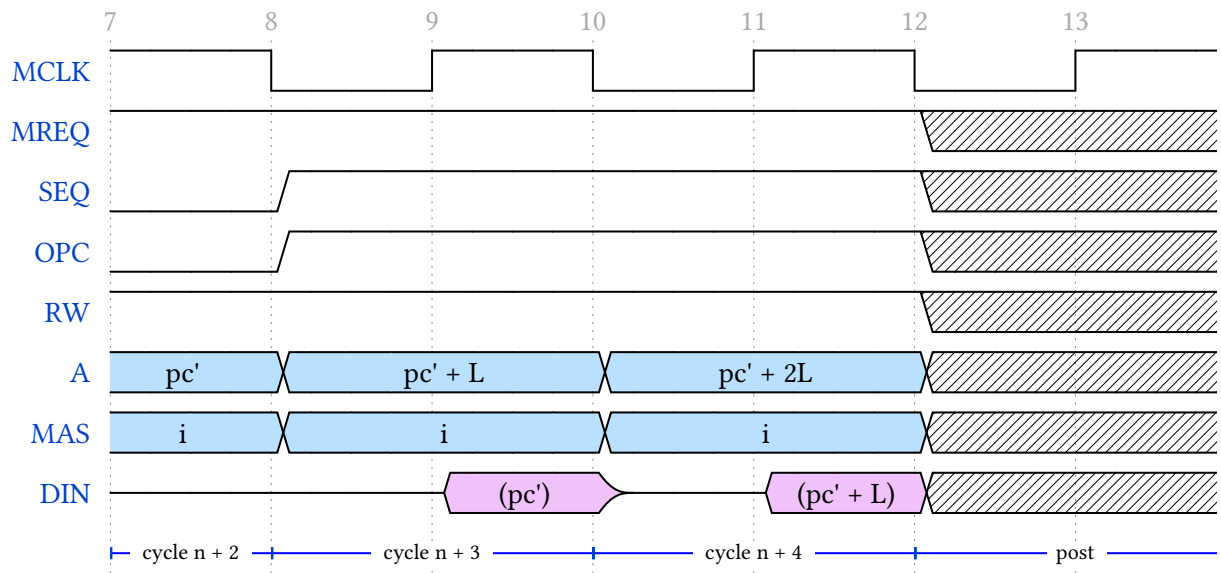 7 8 9 10 11 12 13
MCLK
MREQ
SEQ
OPC
RW
A pc' pc' + L pc' + 2L
MAS i i i
DIN (pc') (pc' + L)
cycle n + 2 cycle n + 3 cycle n + 4 post